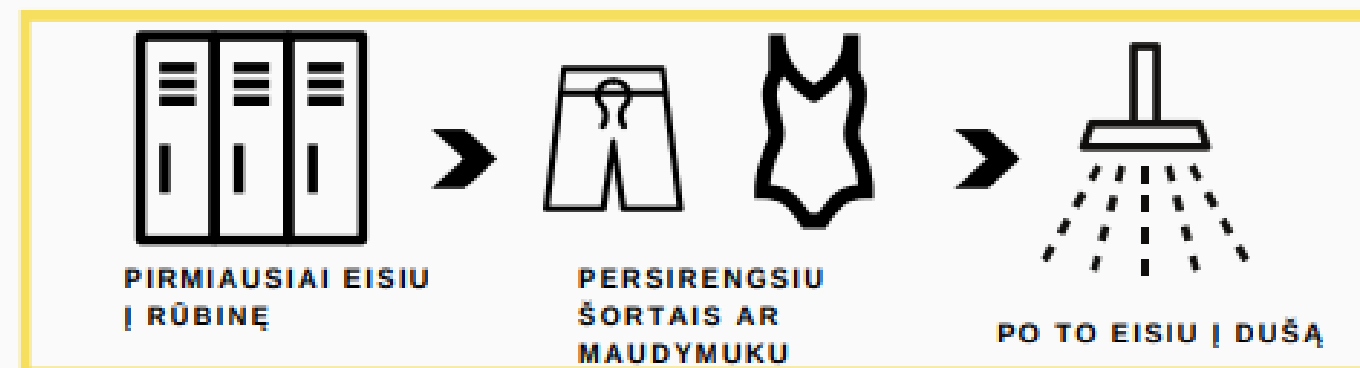 PIRMIAUSIAI EISIU
Į RŪBINĘ
PERSIRENGSIU
ŠORTAIS AR
MAUDYMUKU
PO TO EISIU Į DUŠĄ